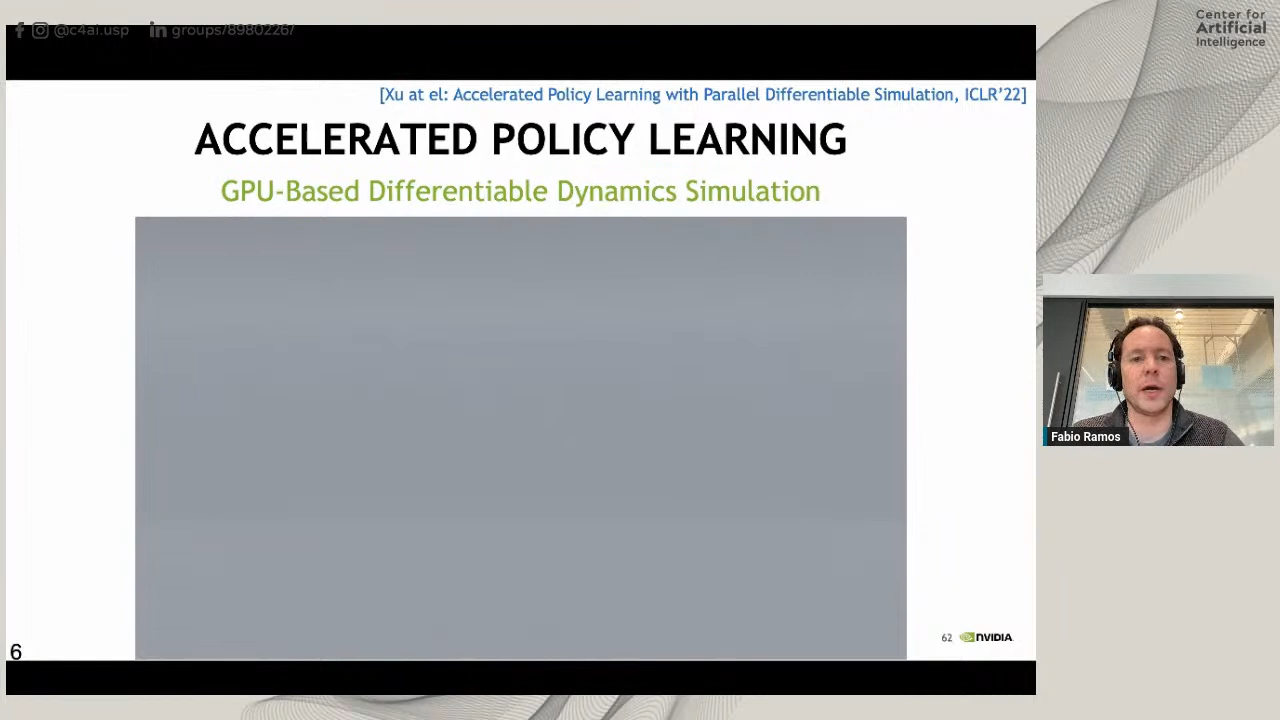 @c4ai.usp
groups/8980226/
Center for
Artificial
Intelligence
[Xu at el: Accelerated Policy Learning with Parallel Differentiable Simulation, ICLR'22]
ACCELERATED POLICY LEARNING
GPU-Based Differentiable Dynamics Simulation
Fabio Ramos
62
NVIDIA
6